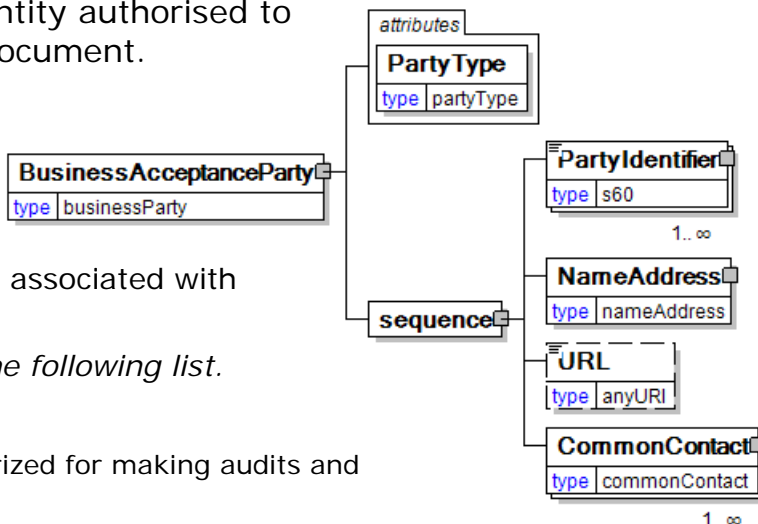 ntity authorised to
ocument.
attributes
PartyType
type partyType
BusinessAcceptanceParty
type businessParty
PartyIdentifier
type s60
1.. ∞
associated with
NameAddress
type nameAddress
sequence
URL
type anyURI
he following list.
CommonContact
type commonContact
rized for making audits and
1.. ∞